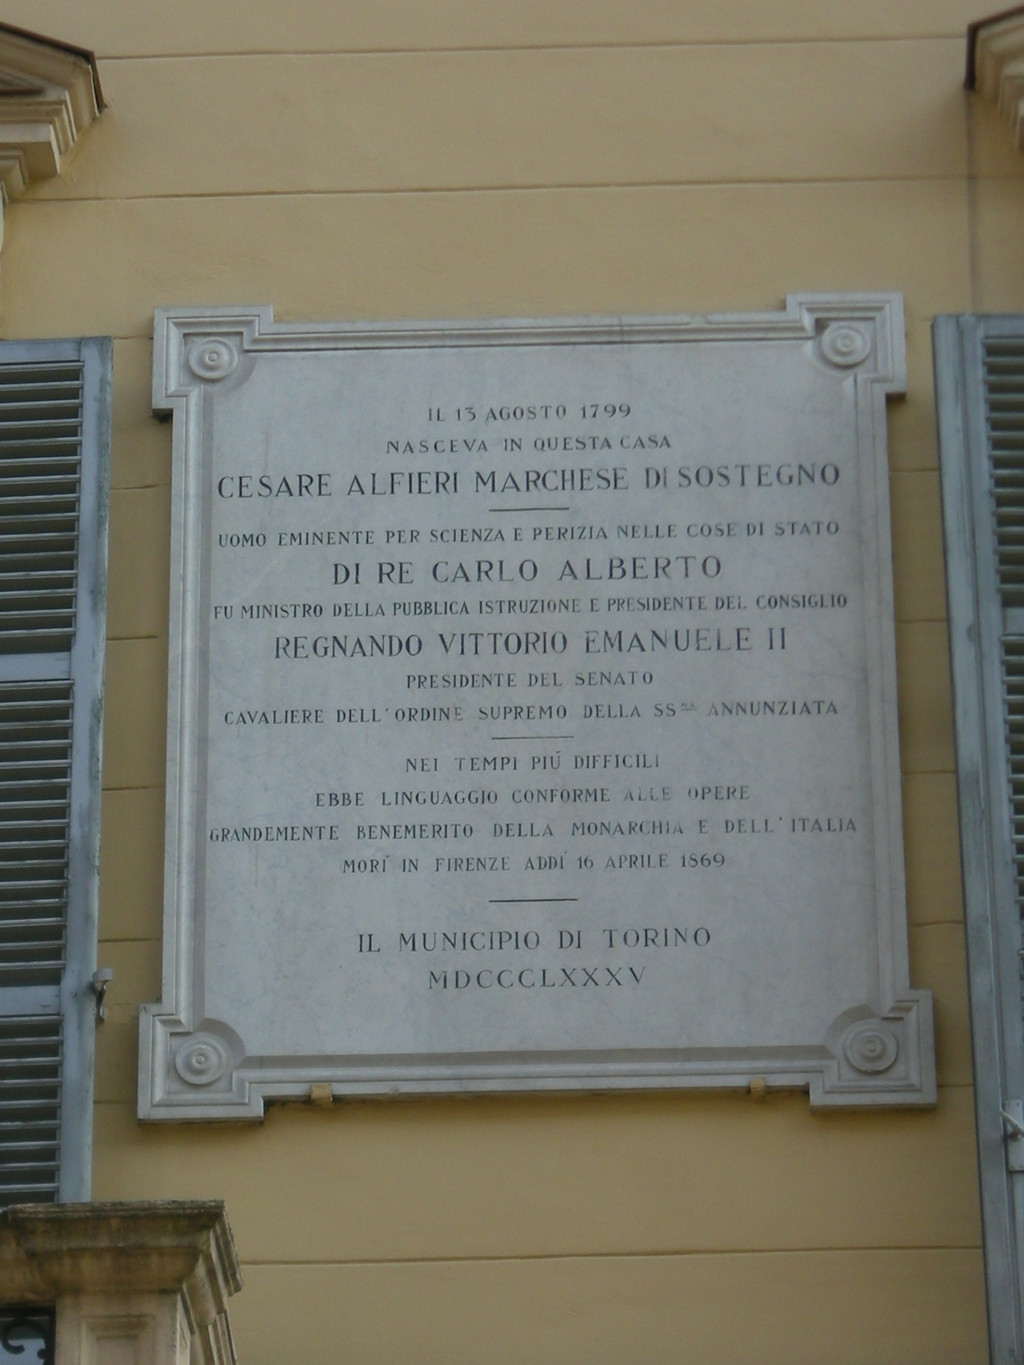 IL 13 AGOSTO 1799
NASCEVA IN QUESTA CASA
CESARE ALFIERI MARCHESE DI SOSTEGNO
UOMO EMINENTE PER SCIENZA E PERIZIA NELLE COSE DI STATO
DI RE CARLO ALBERTO
FU MINISTRO DELLA PUBBLICA ISTRUZIONE E PRESIDENTE DEL CONSIGLIO
REGNANDO VITTORIO EMANUELE II
PRESIDENTE DEL SENATO
CAVALIERE DELL'ORDINE SUPREMO DELLA SS.MA ANNUNZIATA
NEI TEMPI PIÚ DIFFICILI
EBBE LINGUAGGIO CONFORME ALLE OPERE
GRANDEMENTE BENEMERITO DELLA MONARCHIA E DELL'ITALIA
MORÍ IN FIRENZE ADDÍ 16 APRILE 1869
IL MUNICIPIO DI TORINO
MDCCCLXXXV